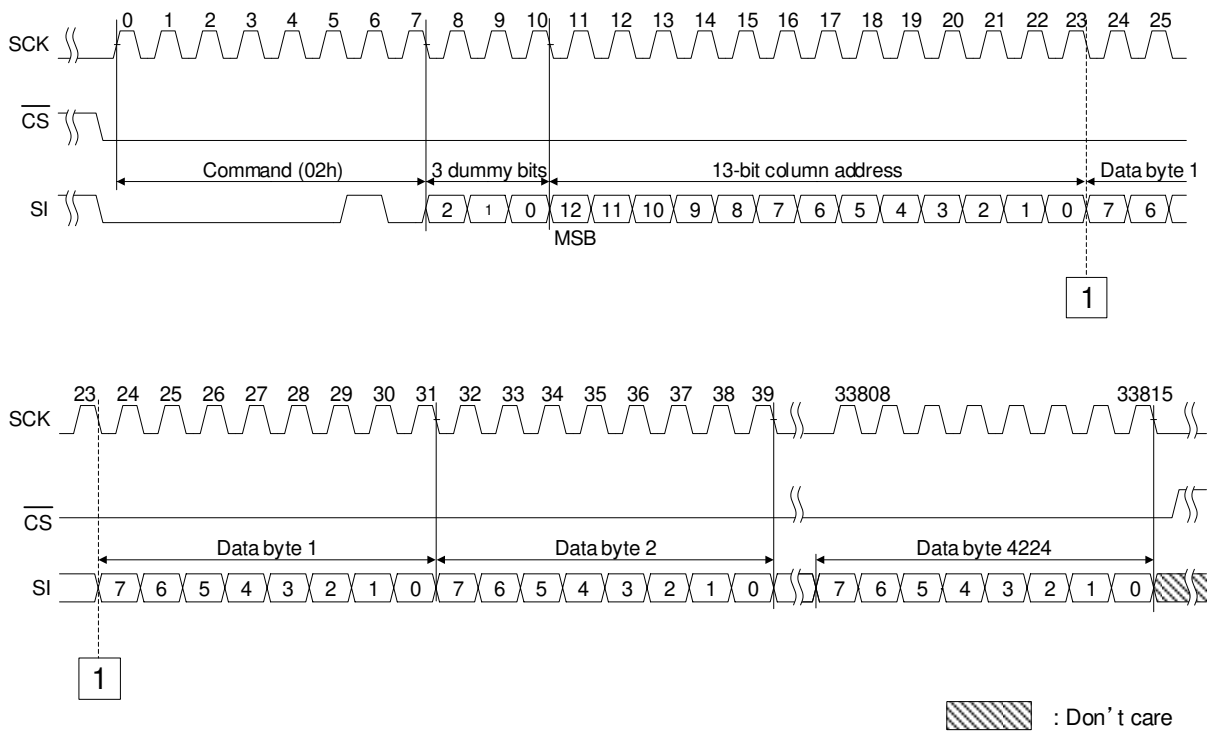 0 1 2 3 4 5 6 7 8 9 10 11 12 13 14 15 16 17 18 19 20 21 22 23 24 25
SCK
CS
Command (02h) 3 dummy bits 13-bit column address Data byte 1
SI 2 1 0 12 11 10 9 8 7 6 5 4 3 2 1 0 7 6
MSB
1
23 24 25 26 27 28 29 30 31 32 33 34 35 36 37 38 39 33808 33815
SCK
CS
Data byte 1 Data byte 2 Data byte 4224
SI 7 6 5 4 3 2 1 0 7 6 5 4 3 2 1 0 7 6 5 4 3 2 1 0
1
: Don't care